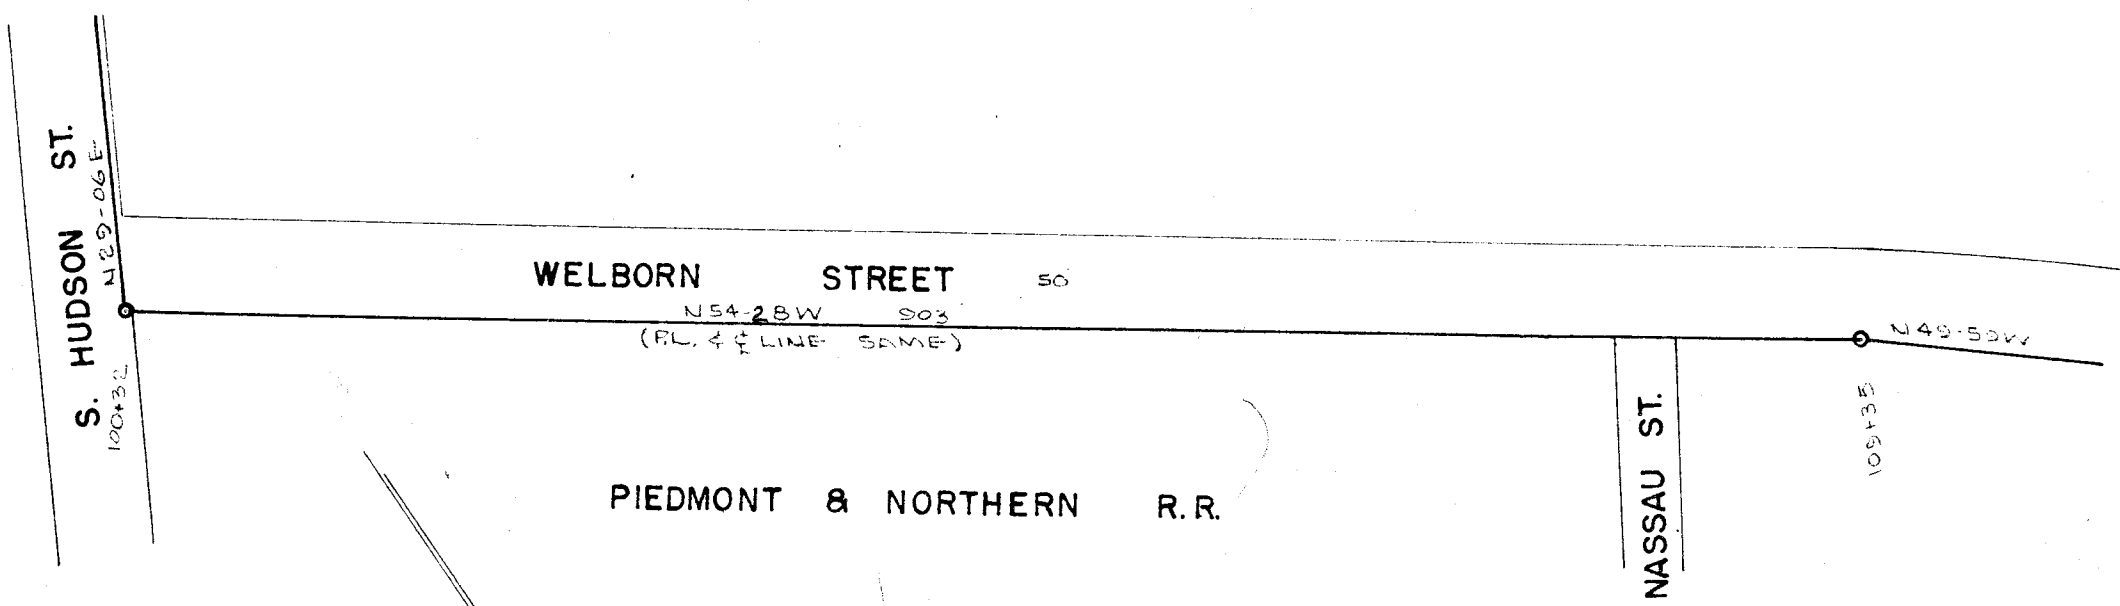 S. HUDSON ST.
N29-06E
100+32
WELBORN STREET 50
N54-28W 903
(P.L. & ℄ LINE SAME)
N49-59W
109+35
NASSAU ST.
PIEDMONT & NORTHERN R.R.